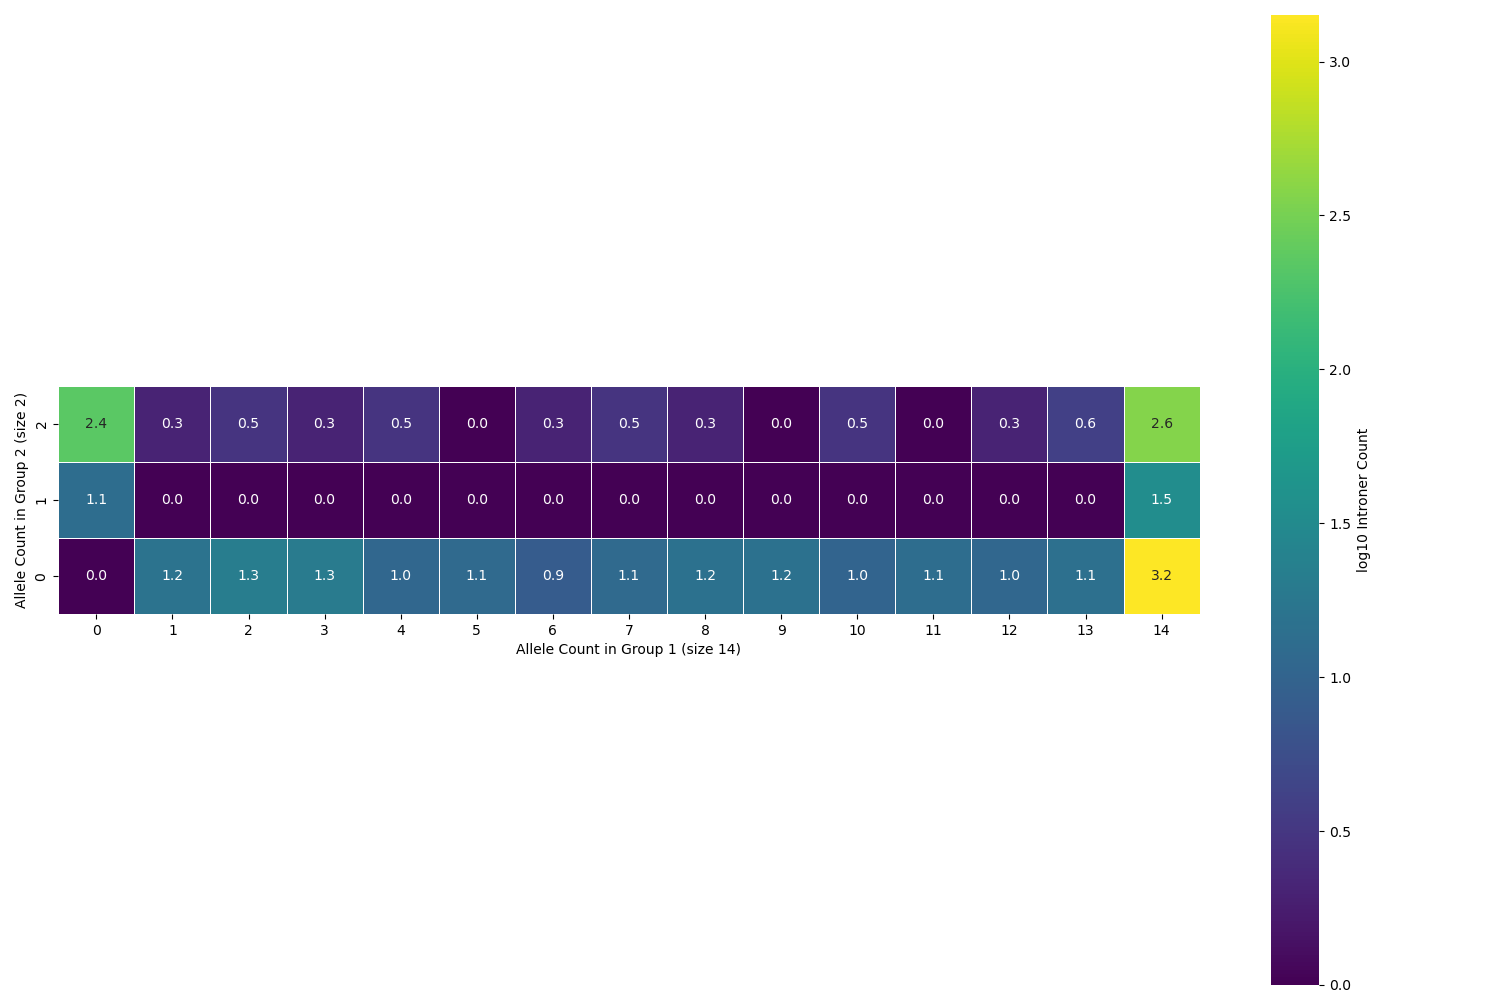 3.0
2.5
2.0
1.5
1.0
0.5
0.0
log10 Introner Count
Allele Count in Group 2 (size 2)
2 2.4 0.3 0.5 0.3 0.5 0.0 0.3 0.5 0.3 0.0 0.5 0.0 0.3 0.6 2.6
1 1.1 0.0 0.0 0.0 0.0 0.0 0.0 0.0 0.0 0.0 0.0 0.0 0.0 0.0 1.5
0 0.0 1.2 1.3 1.3 1.0 1.1 0.9 1.1 1.2 1.2 1.0 1.1 1.0 1.1 3.2
0 1 2 3 4 5 6 7 8 9 10 11 12 13 14
Allele Count in Group 1 (size 14)